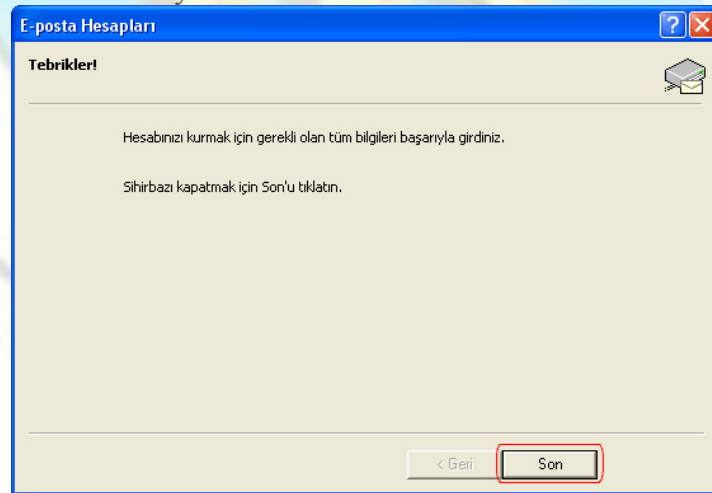 E-posta Hesapları
Tebrikler!
Hesabınızı kurmak için gerekli olan tüm bilgileri başarıyla girdiniz.
Sihirbazı kapatmak için Son'u tıklatın.
< Geri
Son